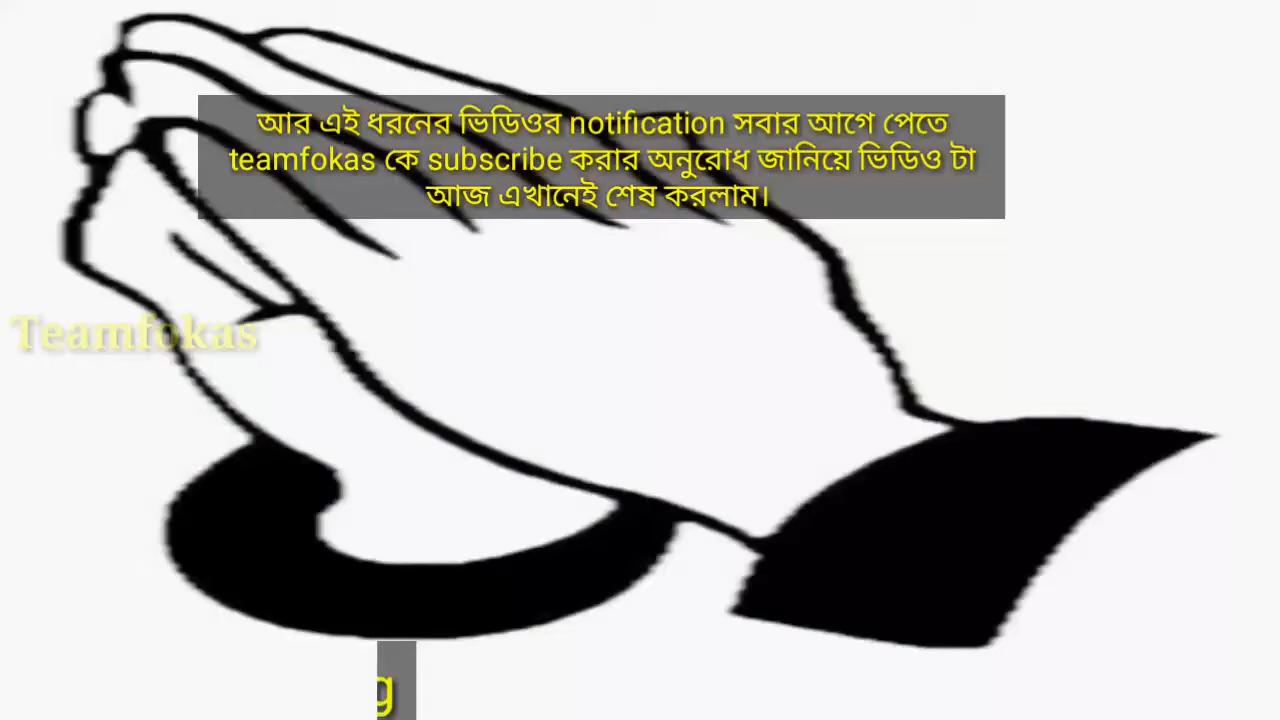 আর এই ধরনের ভিডিওর notification সবার আগে পেতে
teamfokas কে subscribe করার অনুরোধ জানিয়ে ভিডিও টা
আজ এখানেই শেষ করলাম।
Teamfokas
g